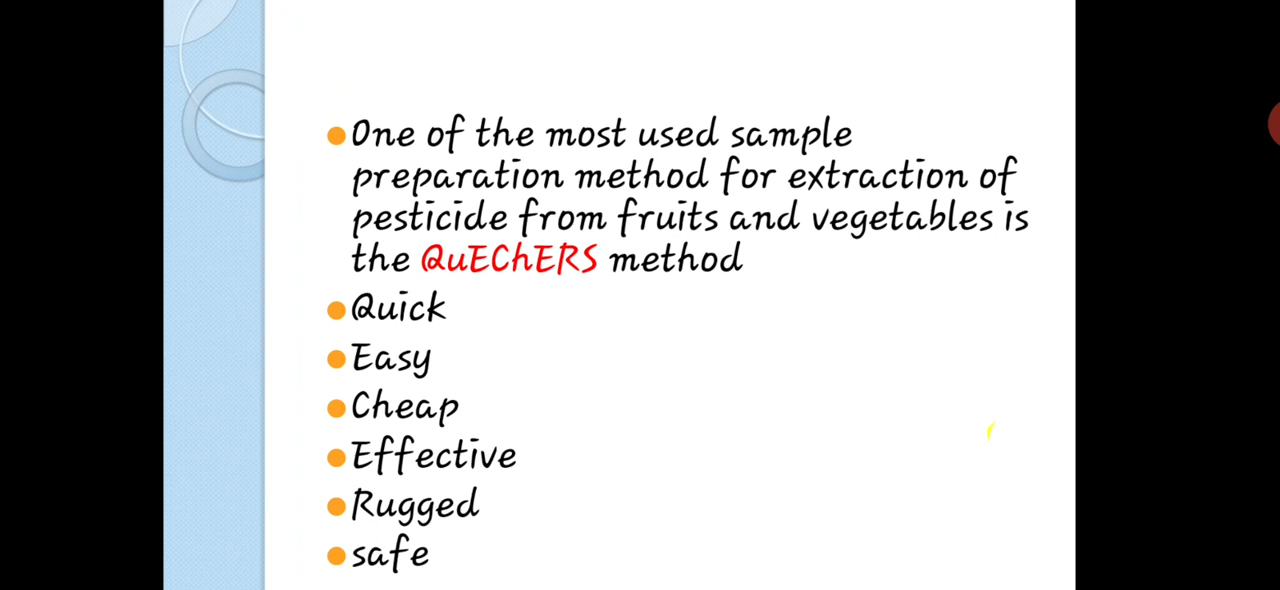 One of the most used sample
preparation method for extraction of
pesticide from fruits and vegetables is
the QuEChERS method
Quick
Easy
Cheap
Effective
Rugged
safe